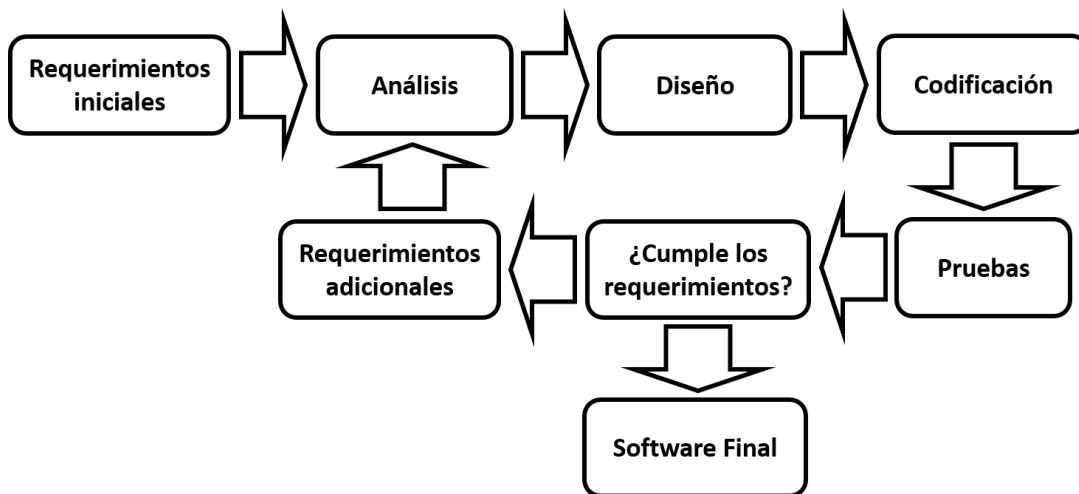 Requerimientos
iniciales
Análisis
Diseño
Codificación
Requerimientos
adicionales
¿Cumple los
requerimientos?
Pruebas
Software Final